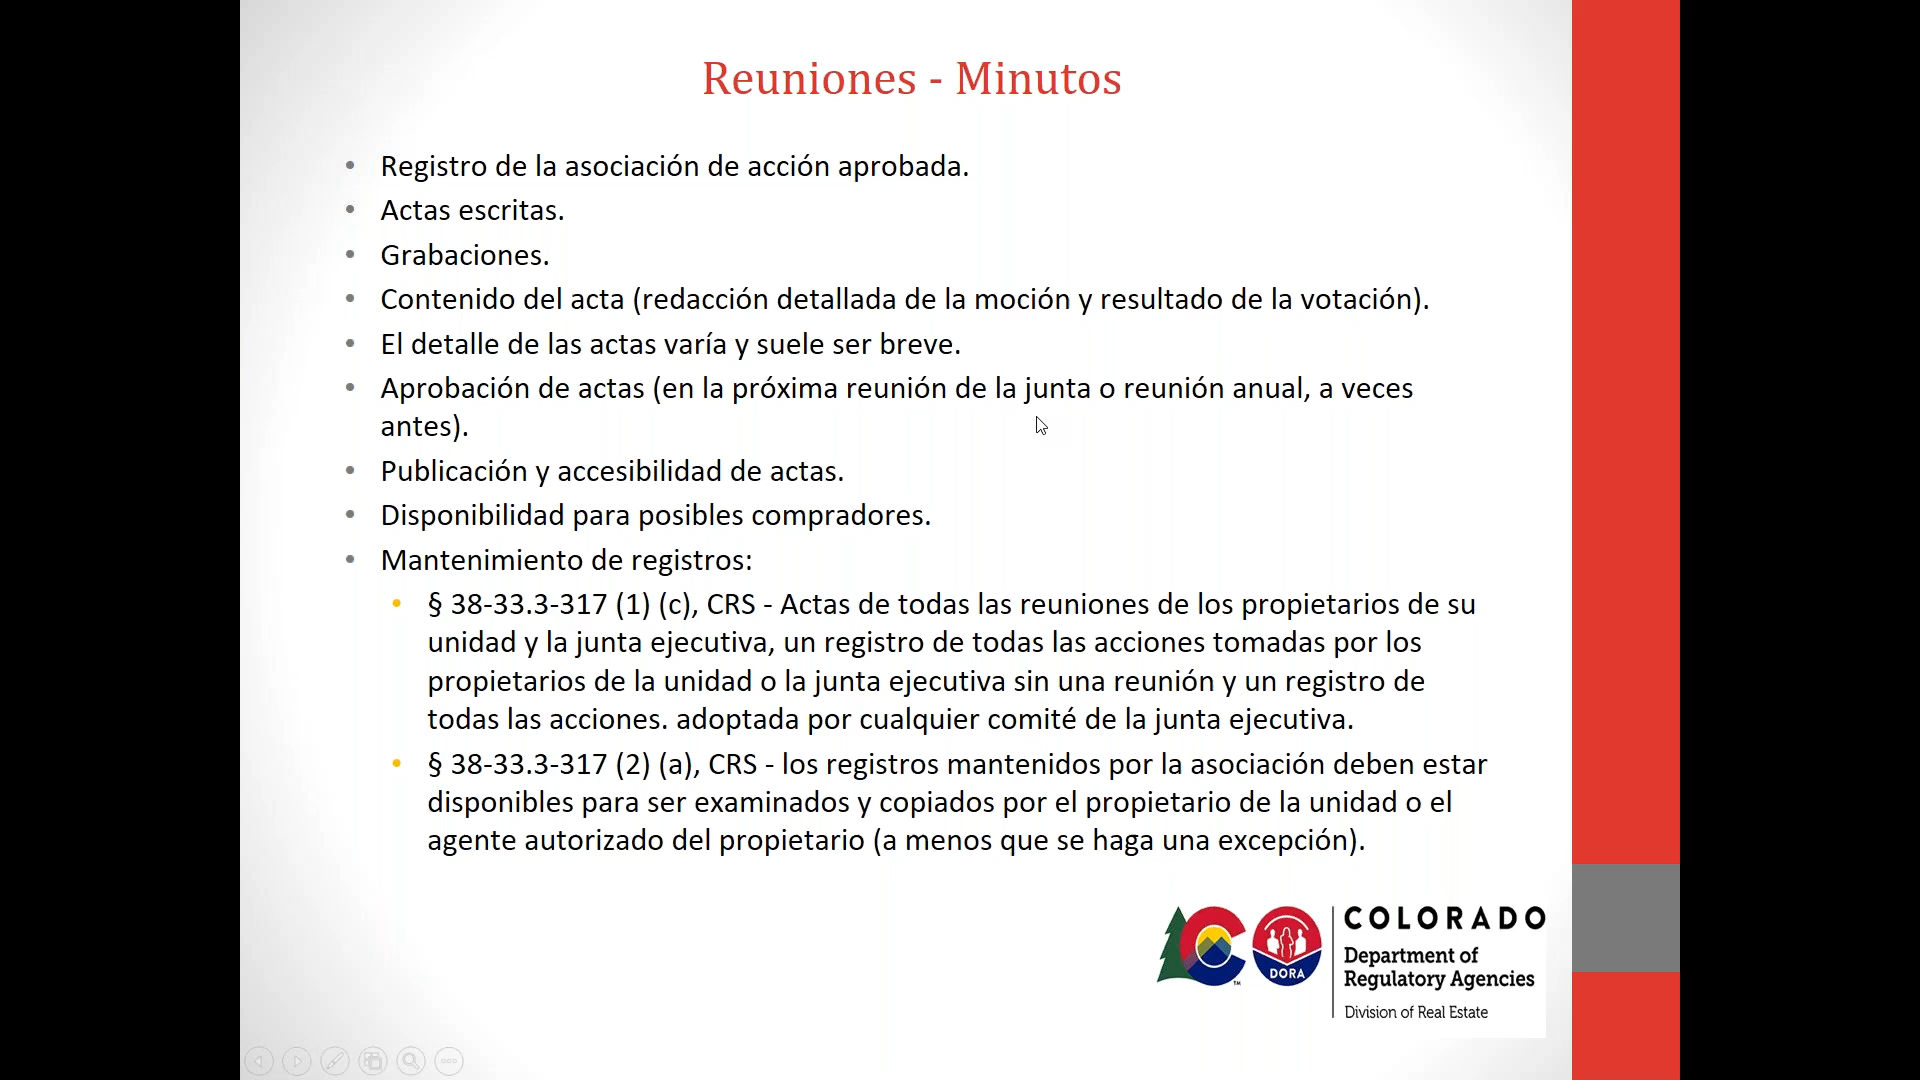 Reuniones - Minutos
• Registro de la asociación de acción aprobada.
• Actas escritas.
• Grabaciones.
• Contenido del acta (redacción detallada de la moción y resultado de la votación).
• El detalle de las actas varía y suele ser breve.
• Aprobación de actas (en la próxima reunión de la junta o reunión anual, a veces
antes).
• Publicación y accesibilidad de actas.
• Disponibilidad para posibles compradores.
• Mantenimiento de registros:
• § 38-33.3-317 (1) (c), CRS - Actas de todas las reuniones de los propietarios de su
unidad y la junta ejecutiva, un registro de todas las acciones tomadas por los
propietarios de la unidad o la junta ejecutiva sin una reunión y un registro de
todas las acciones. adoptada por cualquier comité de la junta ejecutiva.
• § 38-33.3-317 (2) (a), CRS - los registros mantenidos por la asociación deben estar
disponibles para ser examinados y copiados por el propietario de la unidad o el
agente autorizado del propietario (a menos que se haga una excepción).
TM
DORA
COLORADO
Department of
Regulatory Agencies
Division of Real Estate